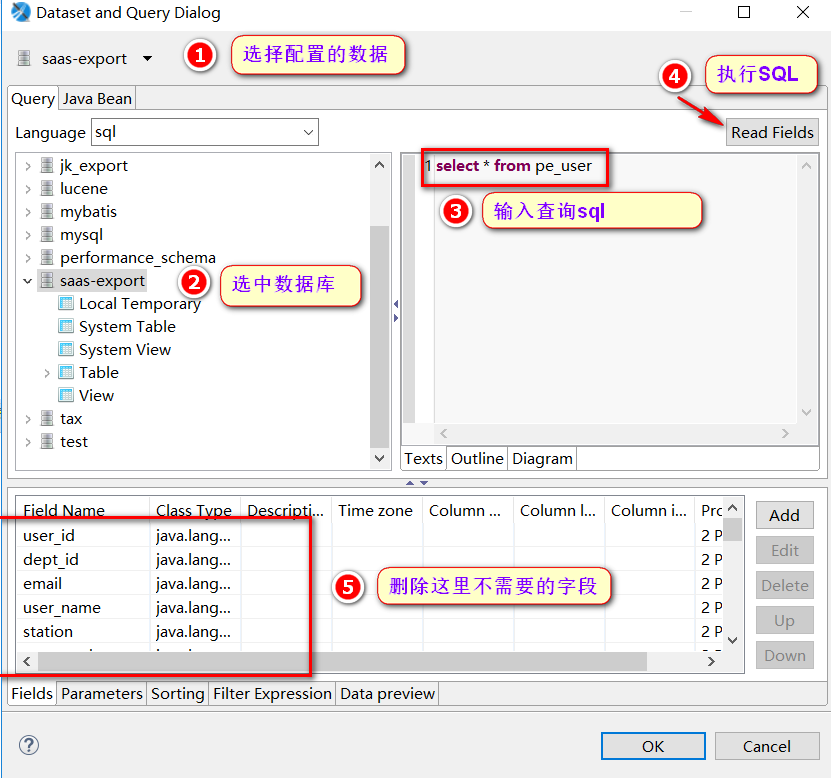 Dataset and Query Dialog
saas-export
1 选择配置的数据
4 执行SQL
Query Java Bean
Language sql
Read Fields
jk_export
lucene
mybatis
mysql
performance_schema
saas-export
2 选中数据库
Local Temporary
System Table
System View
Table
View
tax
test
1 select * from pe_user
3 输入查询sql
Texts Outline Diagram
Field Name Class Type Descripti... Time zone Column ... Column l... Column i... Pro
user_id java.lang... 2 P
dept_id java.lang... 2 P
email java.lang... 2 P
user_name java.lang... 2 P
station java.lang... 2 P
5 删除这里不需要的字段
Add
Edit
Delete
Up
Down
Fields Parameters Sorting Filter Expression Data preview
?
OK Cancel